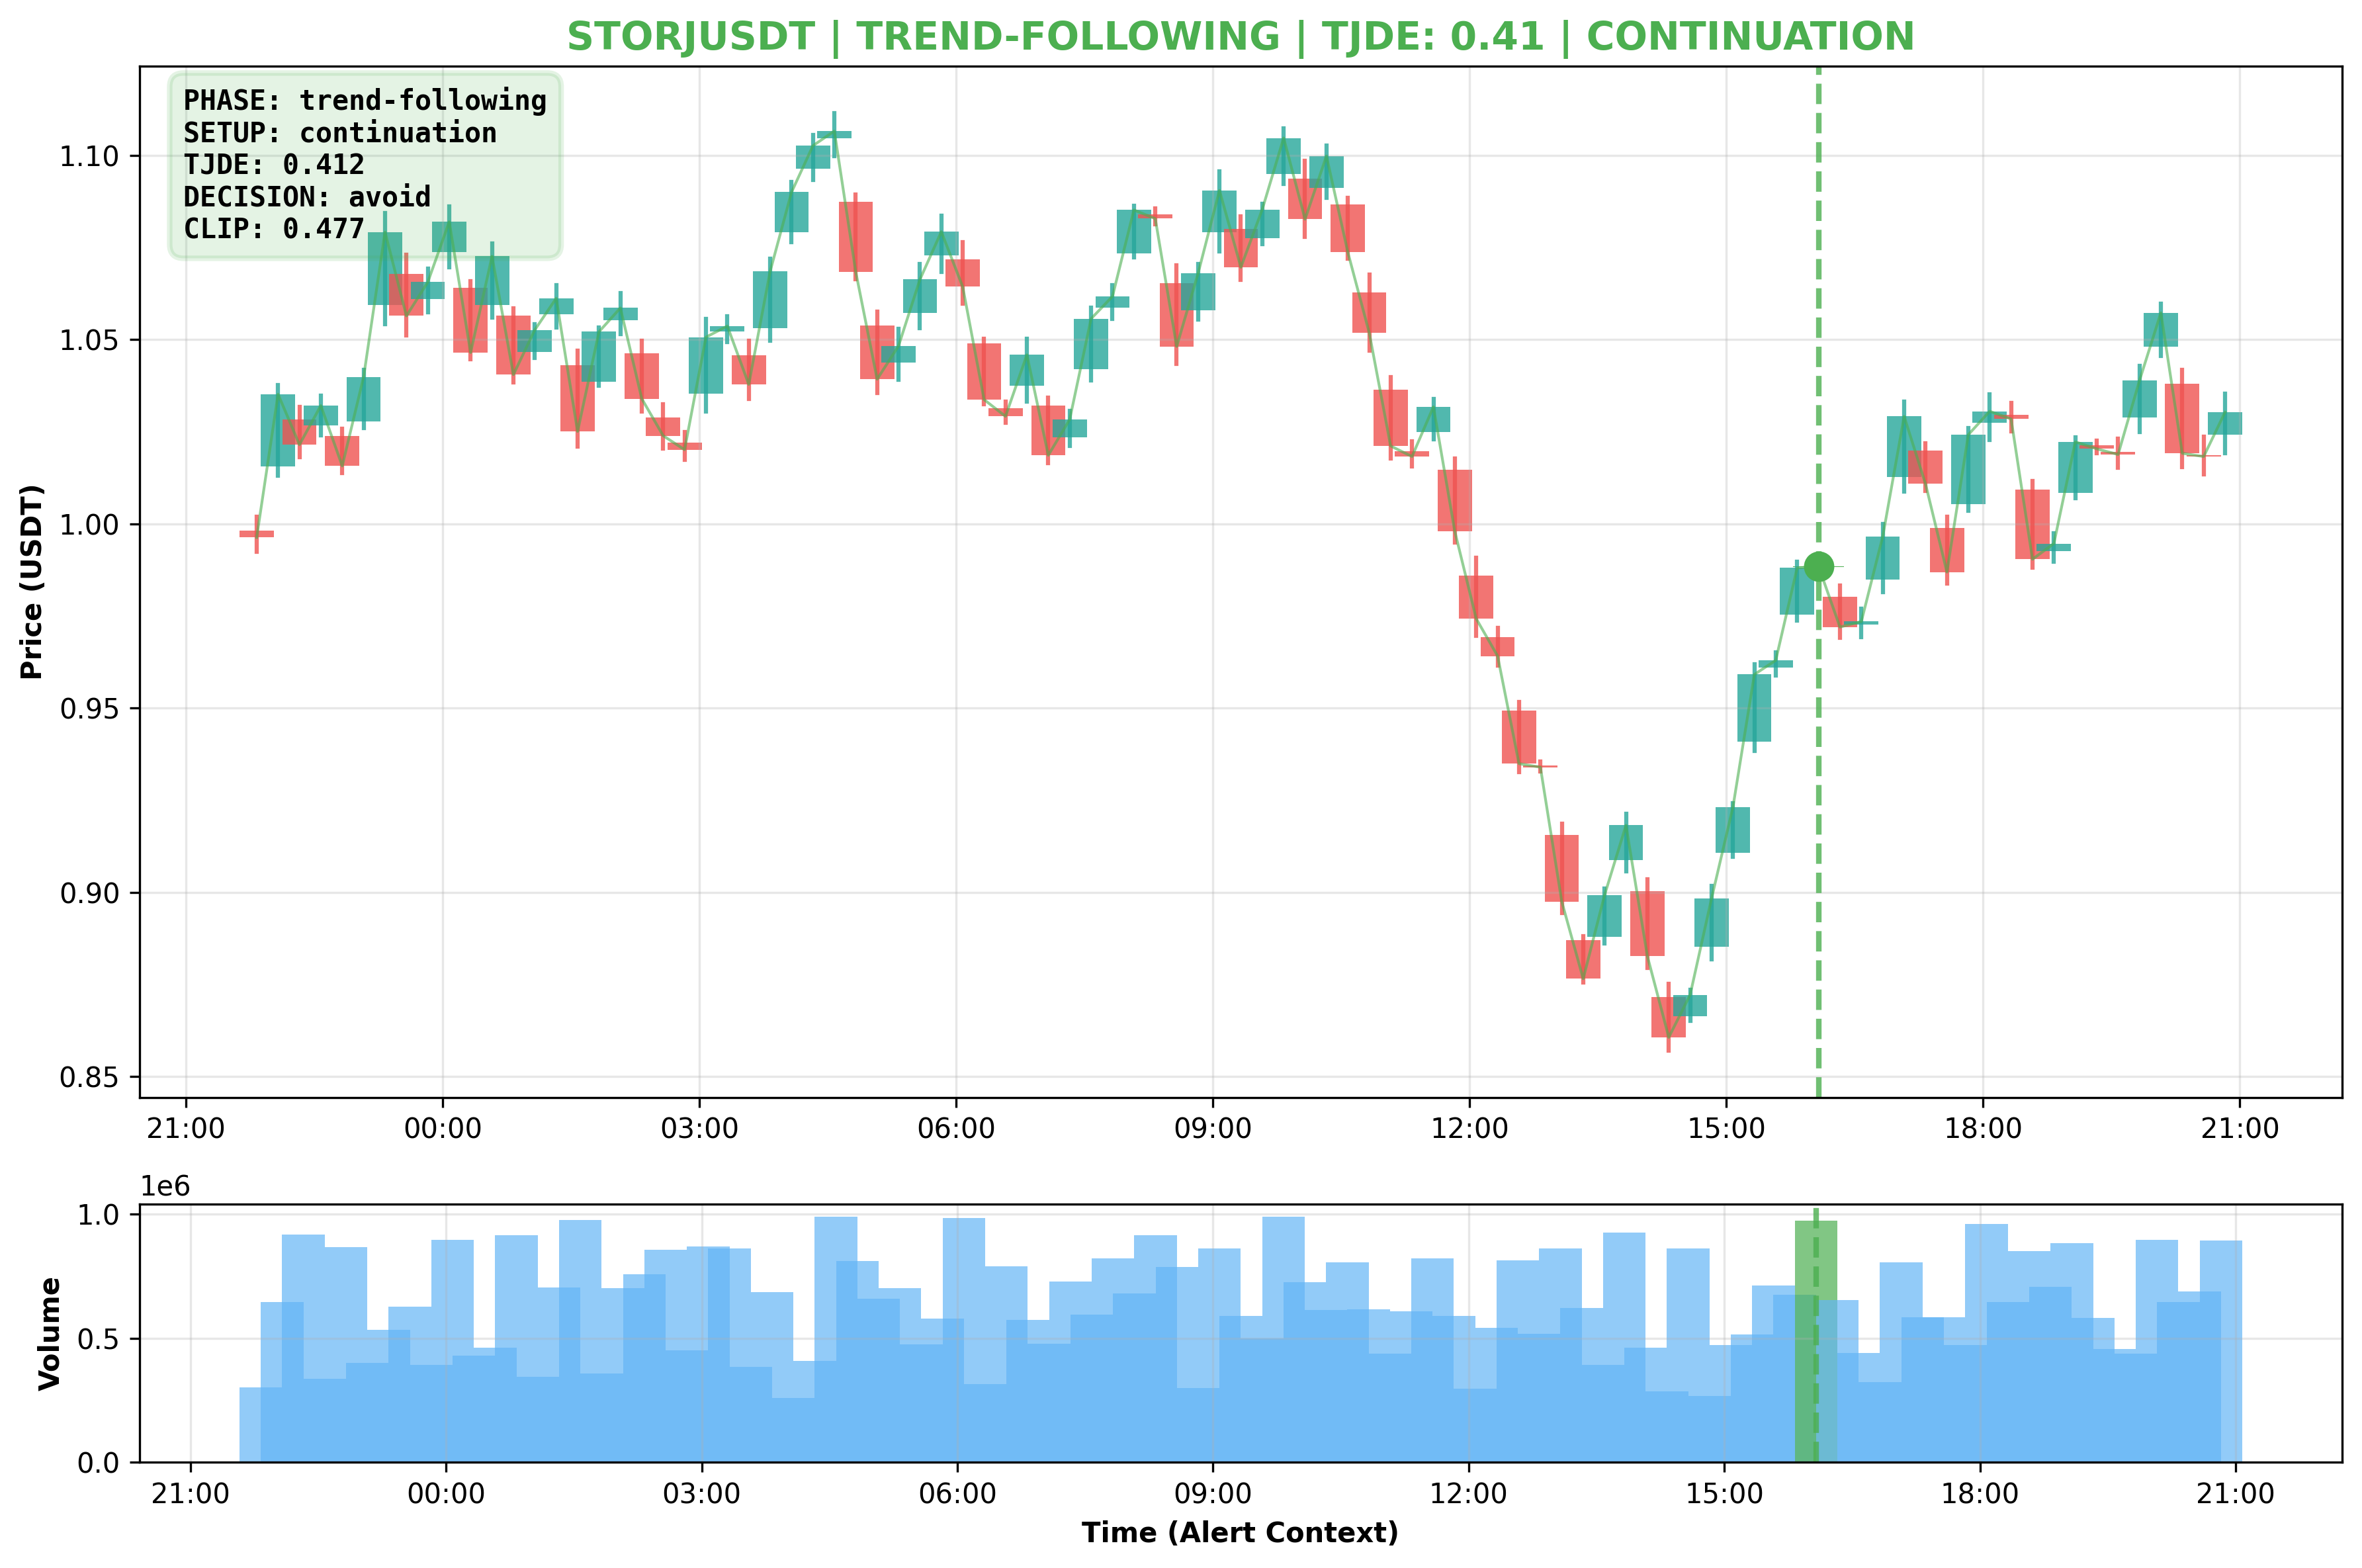 STORJUSDT | TREND-FOLLOWING | TJDE: 0.41 | CONTINUATION
PHASE: trend-following
SETUP: continuation
TJDE: 0.412
DECISION: avoid
CLIP: 0.477
Price (USDT)
1.10
1.05
1.00
0.95
0.90
0.85
21:00 00:00 03:00 06:00 09:00 12:00 15:00 18:00 21:00
1e6
Volume
1.0
0.5
0.0
21:00 00:00 03:00 06:00 09:00 12:00 15:00 18:00 21:00
Time (Alert Context)